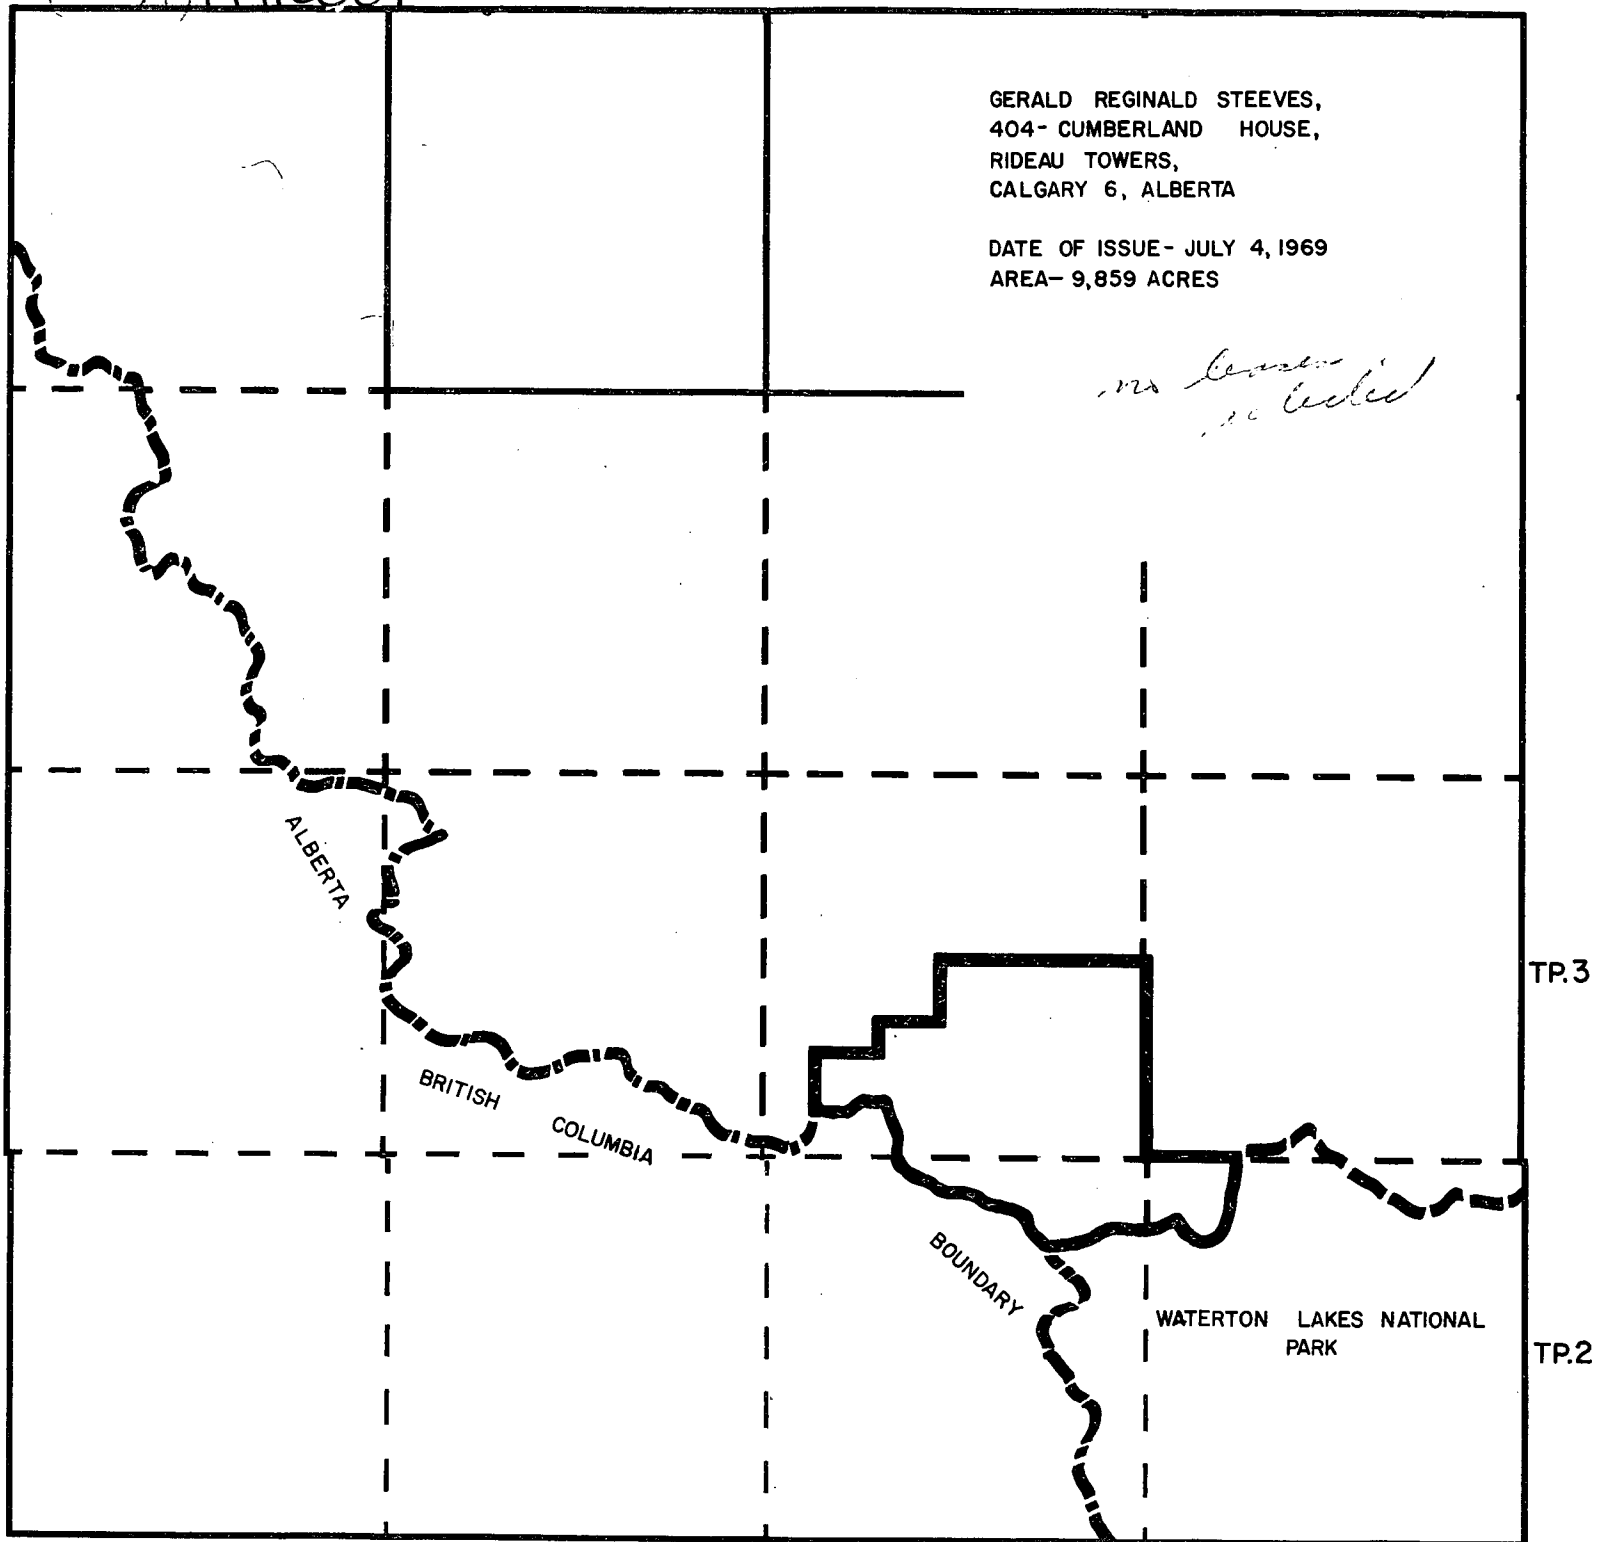 GERALD REGINALD STEEVES,
404- CUMBERLAND HOUSE,
RIDEAU TOWERS,
CALGARY 6, ALBERTA
DATE OF ISSUE- JULY 4, 1969
AREA- 9,859 ACRES
no
ALBERTA
TP.3
BRITISH COLUMBIA
BOUNDARY
WATERTON LAKES NATIONAL
PARK
TP.2